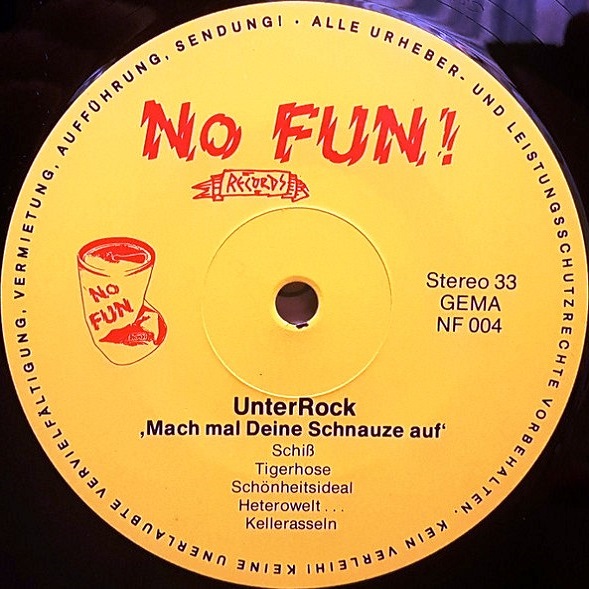 ALLE URHEBER- UND LEISTUNGSSCHUTZRECHTE VORBEHALTEN. KEIN VERLEIH! KEINE UNERLAUBTE VERVIELFÄLTIGUNG, VERMIETUNG, AUFFÜHRUNG, SENDUNG! ·
NO FUN!
RECORDS
NO
FUN
Stereo 33
GEMA
NF 004
UnterRock
‚Mach mal Deine Schnauze auf‘
Schiß
Tigerhose
Schönheitsideal
Heterowelt . . .
Kellerasseln